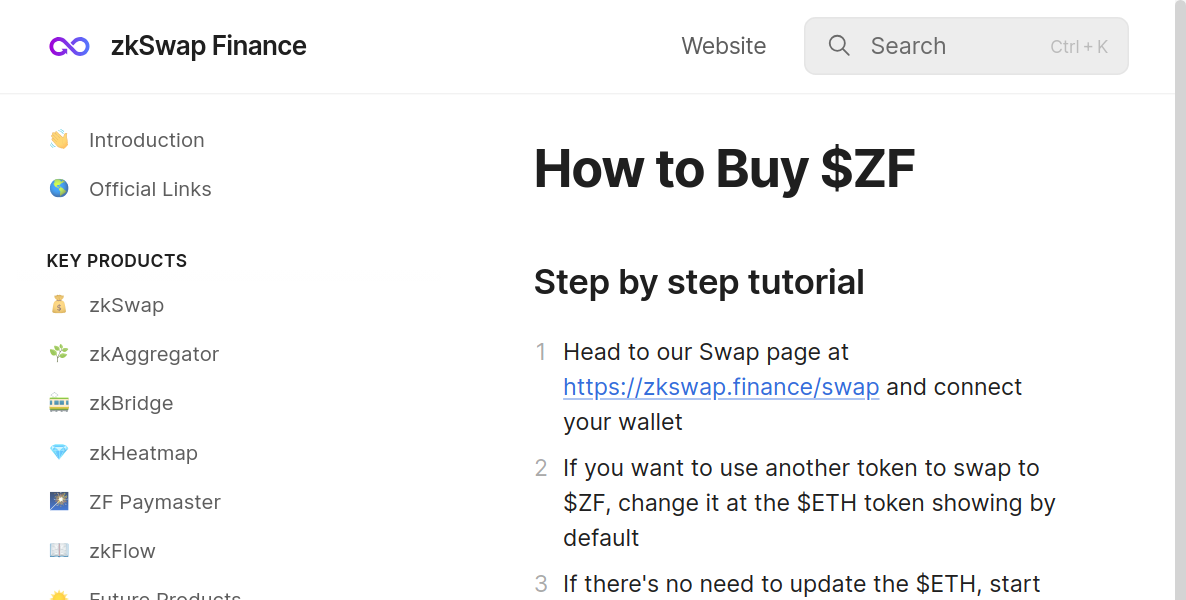 zkSwap Finance
Website
Search
Ctrl + K
Introduction
Official Links
KEY PRODUCTS
zkSwap
zkAggregator
zkBridge
zkHeatmap
ZF Paymaster
zkFlow
Future Products
How to Buy $ZF
Step by step tutorial
1 Head to our Swap page at
https://zkswap.finance/swap and connect
your wallet
2 If you want to use another token to swap to
$ZF, change it at the $ETH token showing by
default
3 If there's no need to update the $ETH, start